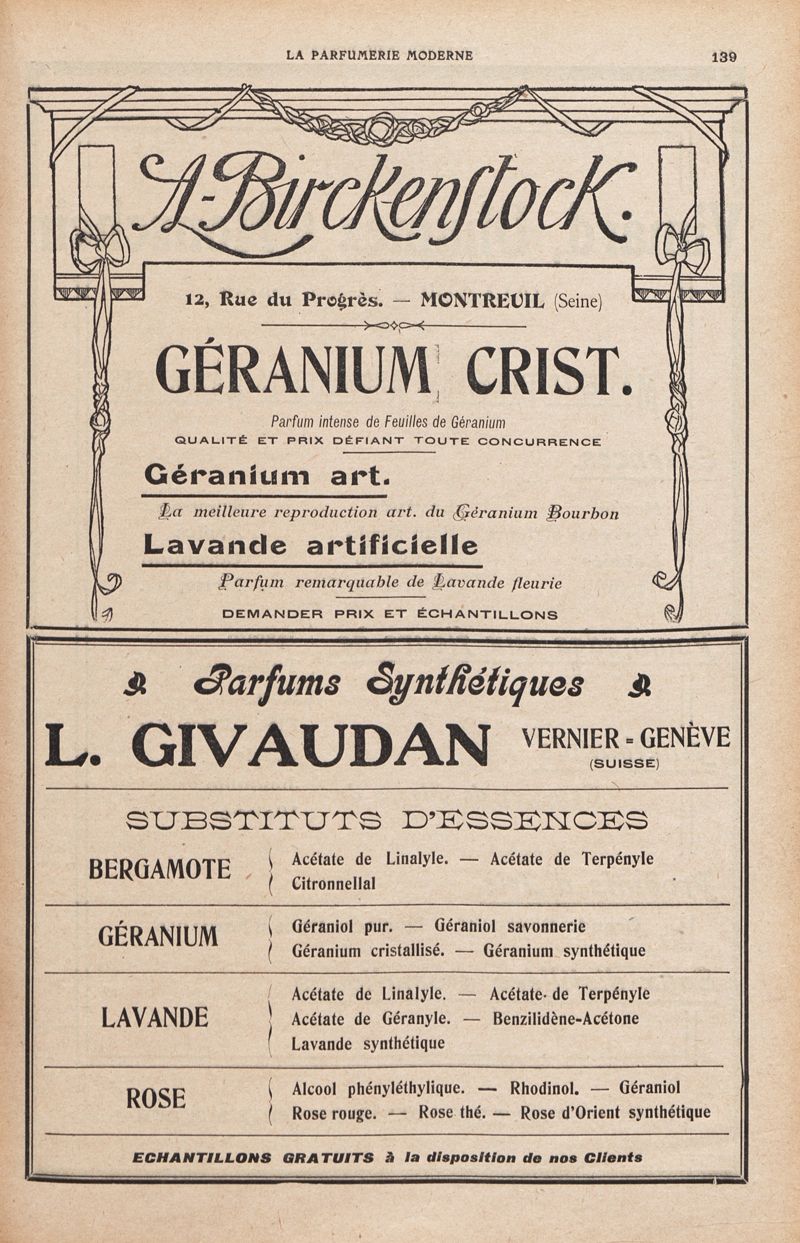 LA PARFUMERIE MODERNE
139
A-Birckenstock.
12, Rue du Progrès. — MONTREUIL (Seine)
GÉRANIUM CRIST.
Parfum intense de Feuilles de Géranium
QUALITÉ ET PRIX DÉFIANT TOUTE CONCURRENCE
Géranium art.
La meilleure reproduction art. du Géranium Bourbon
Lavande artificielle
Parfum remarquable de Lavande fleurie
DEMANDER PRIX ET ÉCHANTILLONS
Parfums Synthétiques
L. GIVAUDAN VERNIER - GENÈVE
(SUISSE)
SUBSTITUTS D'ESSENCES
BERGAMOTE
Acétate de Linalyle. — Acétate de Terpényle
Citronnellal
GÉRANIUM
Géraniol pur. — Géraniol savonnerie
Géranium cristallisé. — Géranium synthétique
LAVANDE
Acétate de Linalyle. — Acétate de Terpényle
Acétate de Géranyle. — Benzilidène-Acétone
Lavande synthétique
ROSE
Alcool phényléthylique. — Rhodinol. — Géraniol
Rose rouge. — Rose thé. — Rose d'Orient synthétique
ECHANTILLONS GRATUITS à la disposition de nos Clients